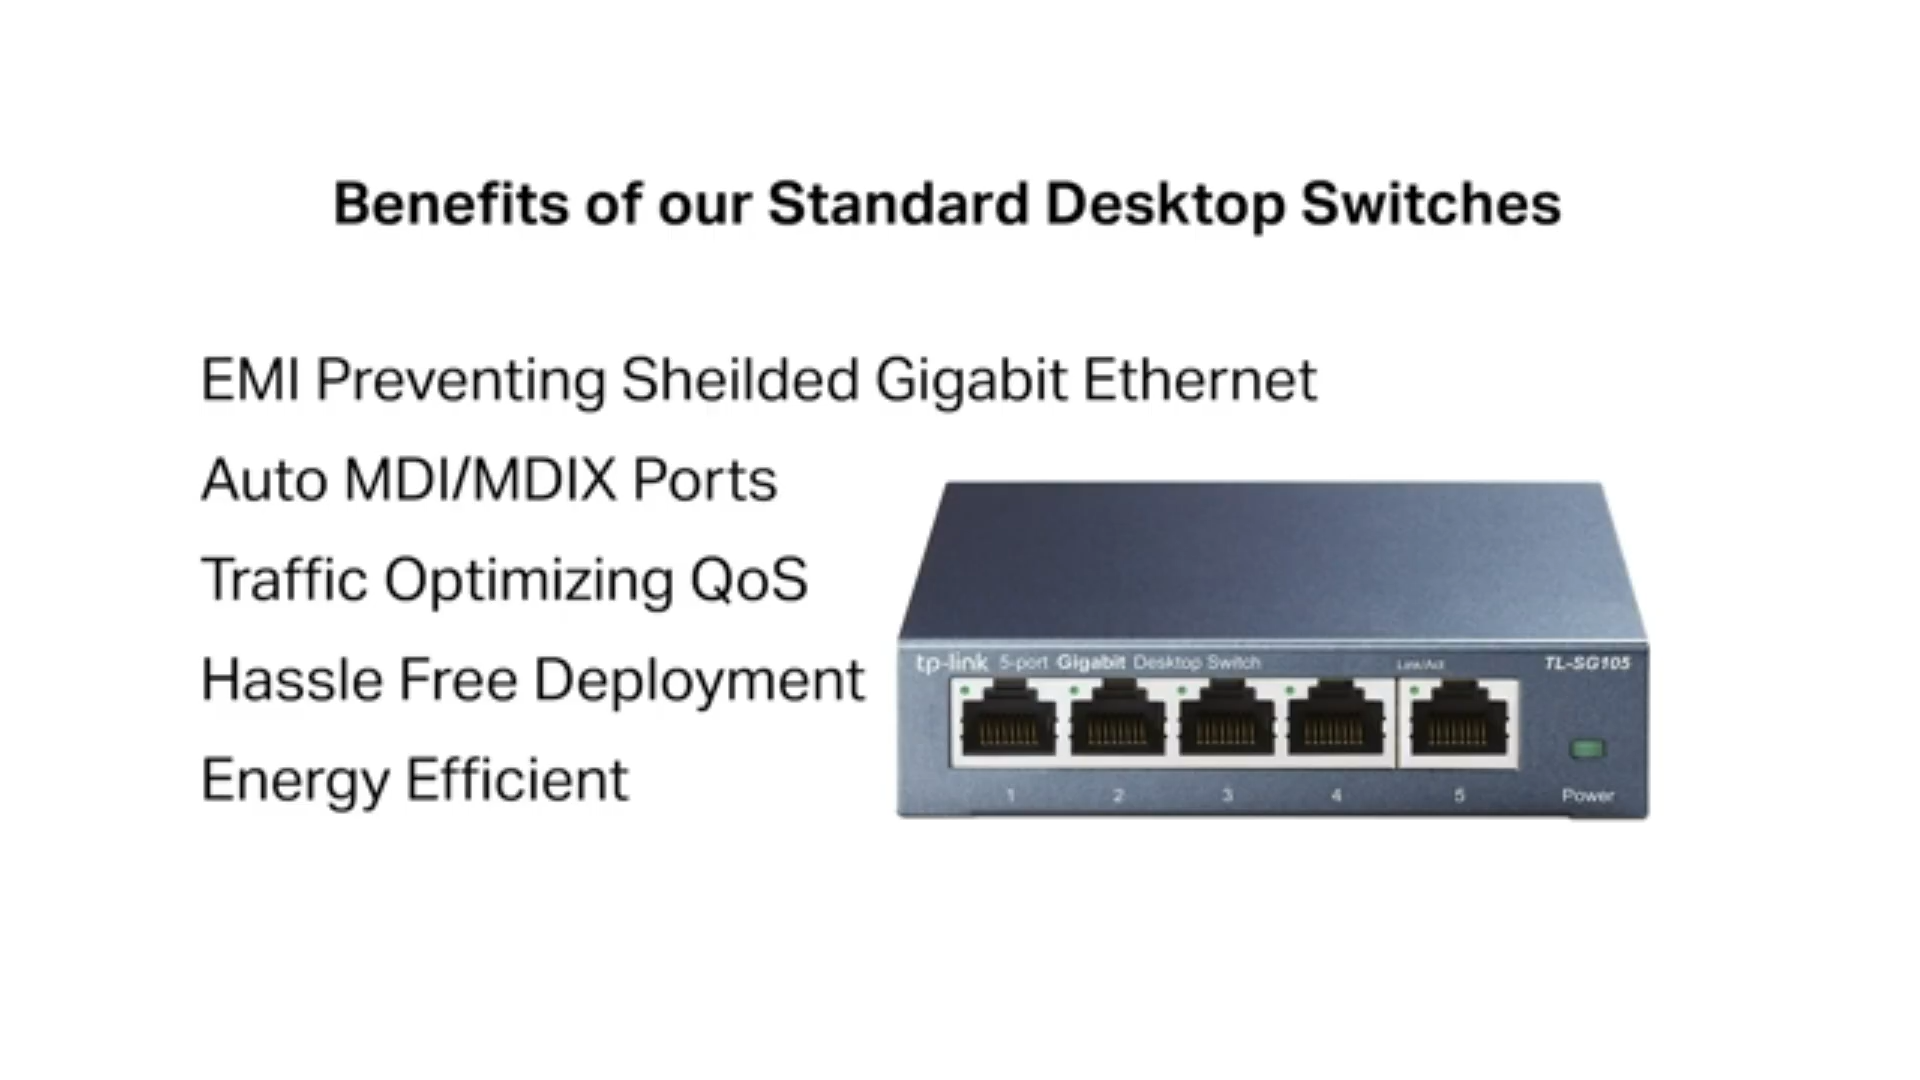 Benefits of our Standard Desktop Switches
EMI Preventing Sheilded Gigabit Ethernet
Auto MDI/MDIX Ports
Traffic Optimizing QoS
Hassle Free Deployment
Energy Efficient
tp-link 5-port Gigabit Desktop Switch Link/Act TL-SG105
1 2 3 4 5 Power